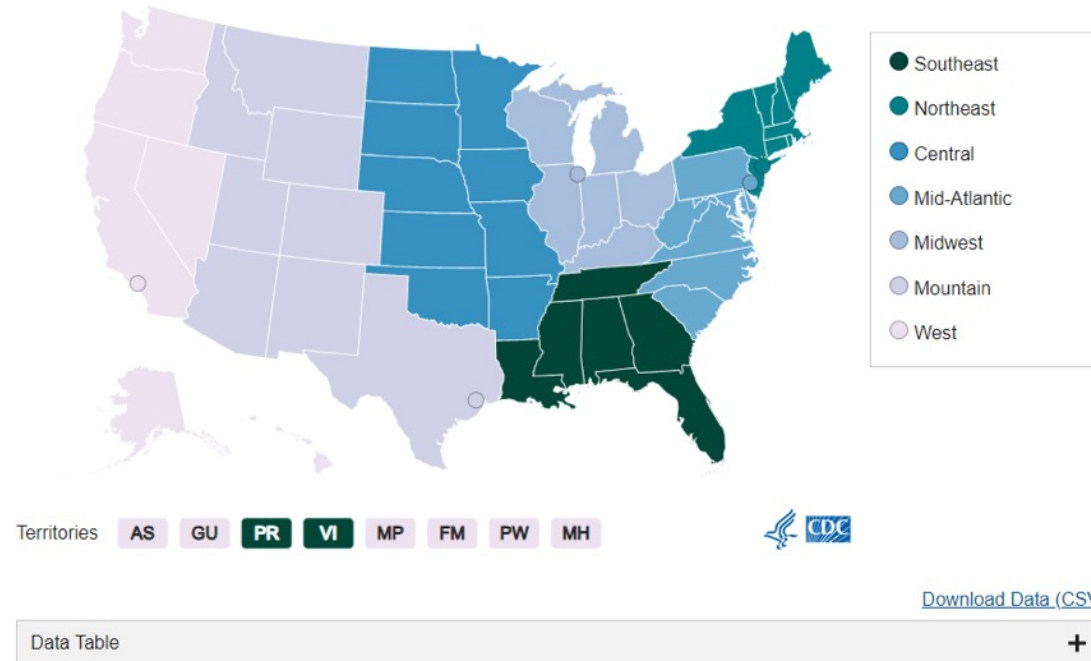 Southeast
Northeast
Central
Mid-Atlantic
Midwest
Mountain
West
Territories AS GU PR VI MP FM PW MH
CDC
Download Data (CSV
Data Table +